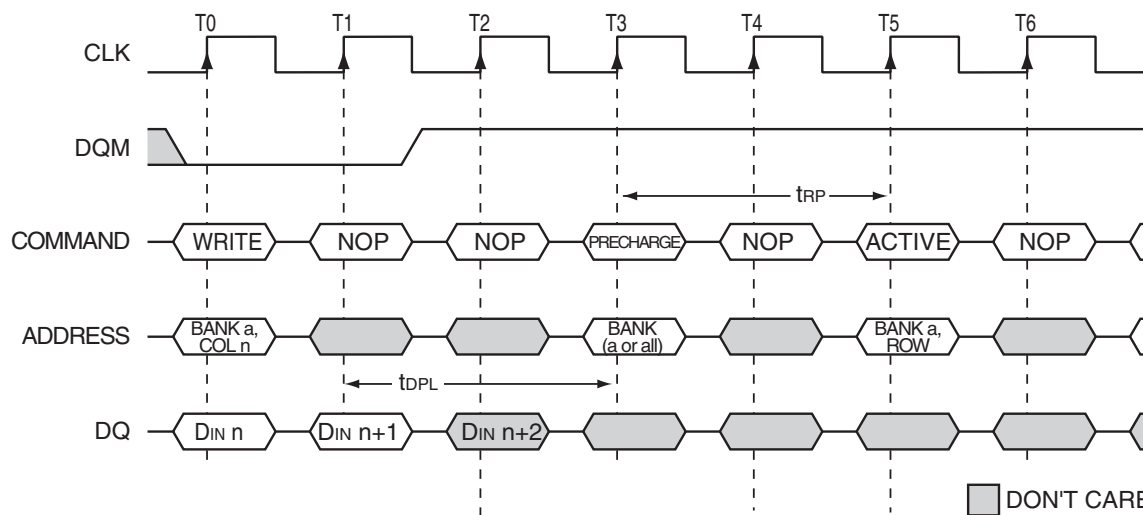 T0 T1 T2 T3 T4 T5 T6
CLK
DQM
tRP
COMMAND WRITE NOP NOP PRECHARGE NOP ACTIVE NOP
ADDRESS BANK a, COL n BANK (a or all) BANK a, ROW
tDPL
DQ DIN n DIN n+1 DIN n+2
DON'T CARE